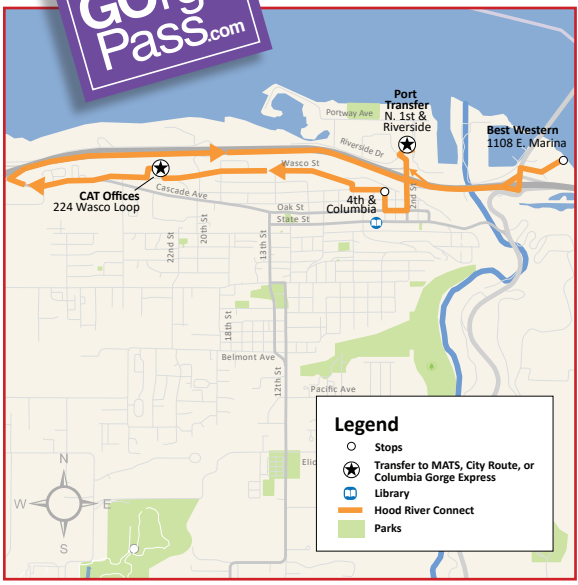 GOrg
Pass.com
Portway Ave
Port
Transfer
N. 1st &
Riverside
Riverside Dr
Best Western
1108 E. Marina
Wasco St
CAT Offices
224 Wasco Loop
Cascade Ave
4th &
Columbia
2nd St
Oak St
State St
22nd St
20th St
13th St
18th St
Belmont Ave
12th St
Pacific Ave
Elio
Legend
Stops
Transfer to MATS, City Route, or
Columbia Gorge Express
Library
Hood River Connect
Parks
N
W
E
S